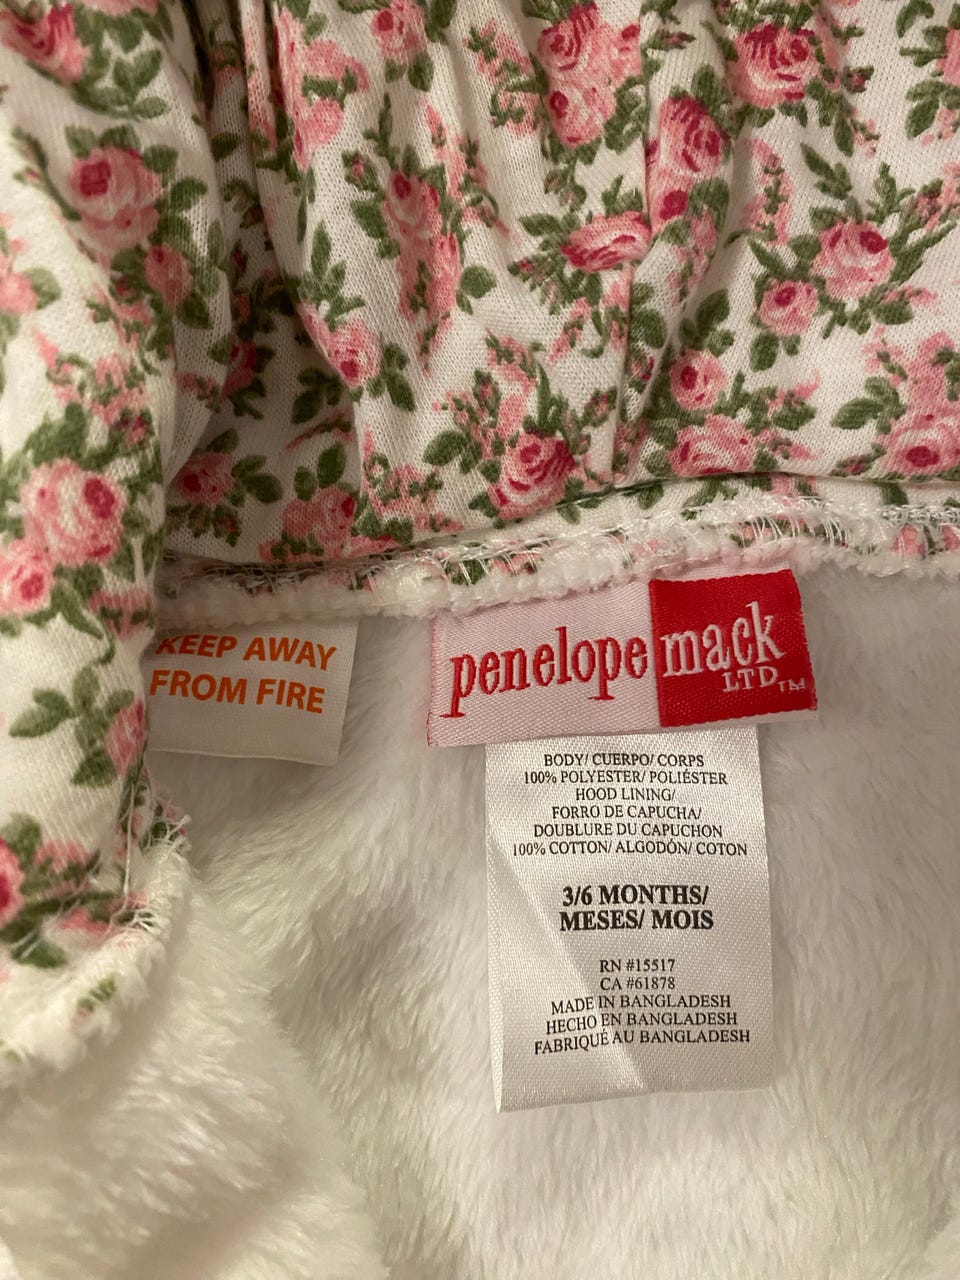 KEEP AWAY
FROM FIRE
penelope mack
LTD™
BODY/ CUERPO/ CORPS
100% POLYESTER/ POLIÉSTER
HOOD LINING/
FORRO DE CAPUCHA/
DOUBLURE DU CAPUCHON
100% COTTON/ ALGODÓN/ COTON
3/6 MONTHS/
MESES/ MOIS
RN #15517
CA #61878
MADE IN BANGLADESH
HECHO EN BANGLADESH
FABRIQUÉ AU BANGLADESH